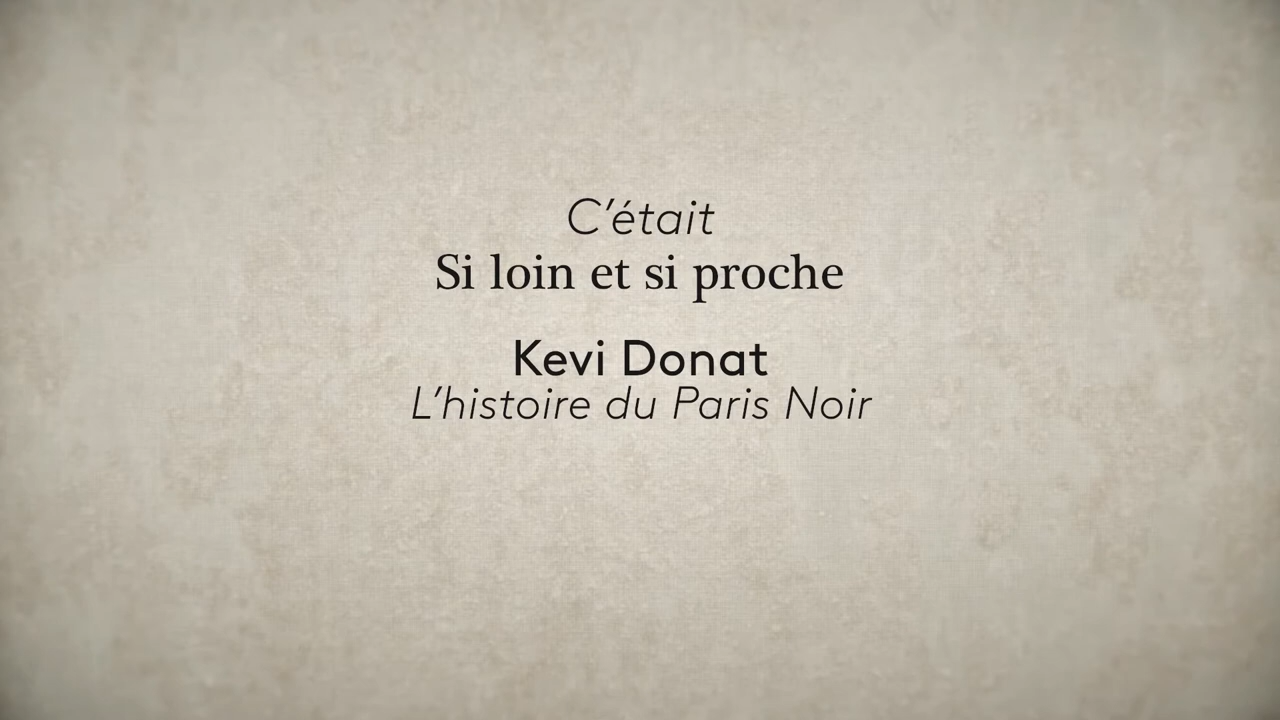 C’était
Si loin et si proche
Kevi Donat
L’histoire du Paris Noir